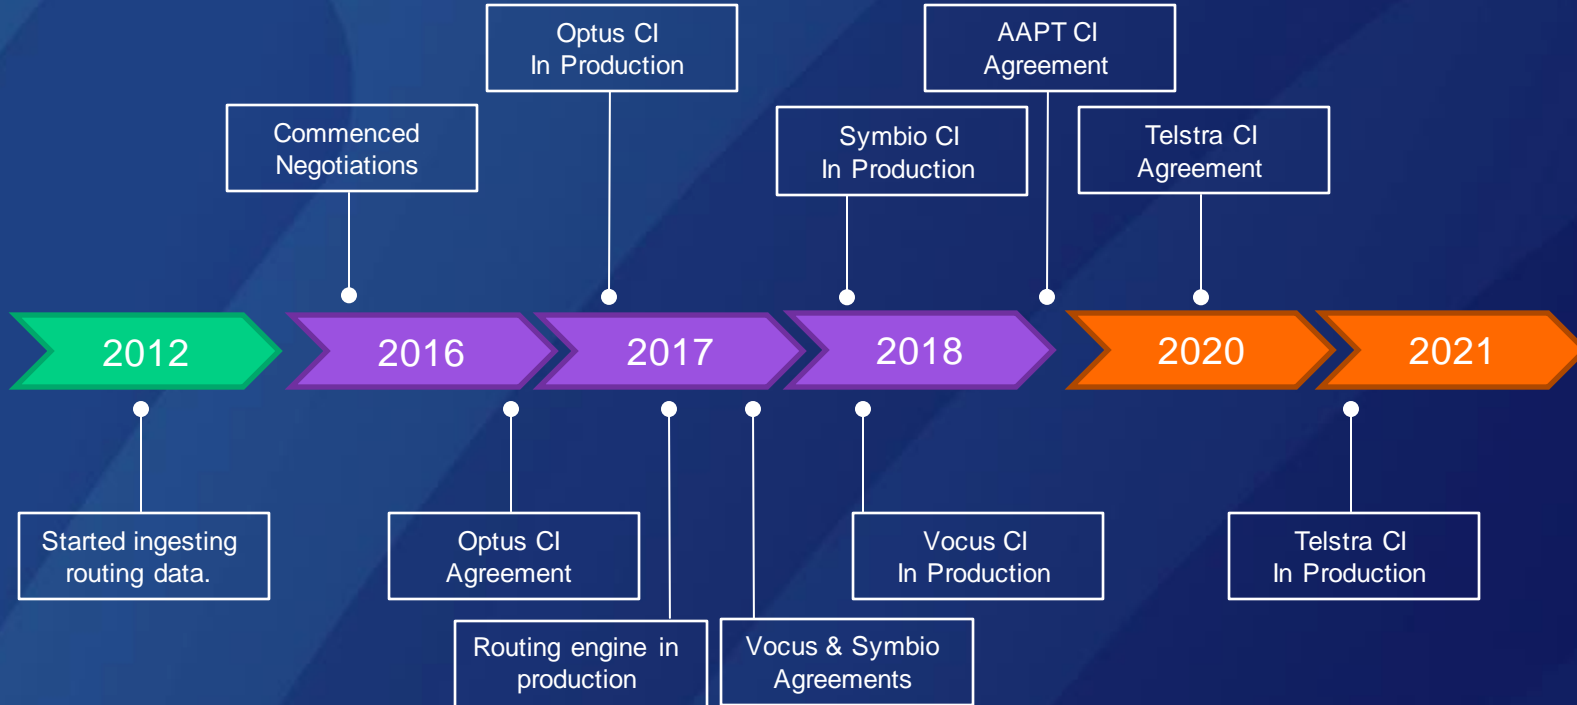 Optus CI
In Production
AAPT CI
Agreement
Commenced
Negotiations
Symbio CI
In Production
Telstra CI
Agreement
2012
2016
2017
2018
2020
2021
Started ingesting
routing data.
Optus CI
Agreement
Vocus CI
In Production
Telstra CI
In Production
Routing engine in
production
Vocus & Symbio
Agreements